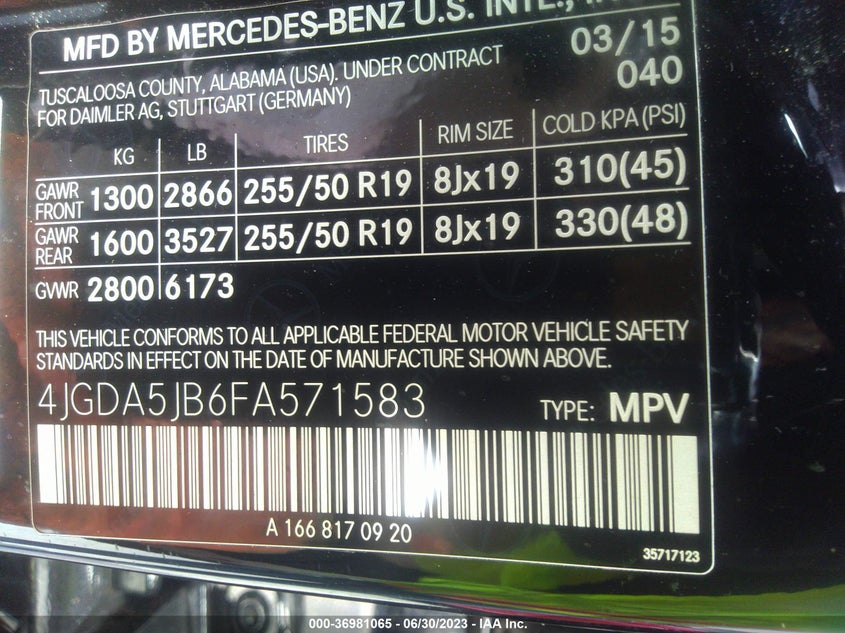 MFD BY MERCEDES-BENZ U.S. INTL.,
03/15
TUSCALOOSA COUNTY, ALABAMA (USA). UNDER CONTRACT
040
FOR DAIMLER AG, STUTTGART (GERMANY)
KG LB TIRES RIM SIZE COLD KPA (PSI)
GAWR FRONT 1300 2866 255/50 R19 8Jx19 310(45)
GAWR REAR 1600 3527 255/50 R19 8Jx19 330(48)
GVWR 2800 6173
THIS VEHICLE CONFORMS TO ALL APPLICABLE FEDERAL MOTOR VEHICLE SAFETY
STANDARDS IN EFFECT ON THE DATE OF MANUFACTURE SHOWN ABOVE.
4JGDA5JB6FA571583 TYPE: MPV
A 166 817 09 20
35717123
000-36981065 - 06/30/2023 - IAA Inc.